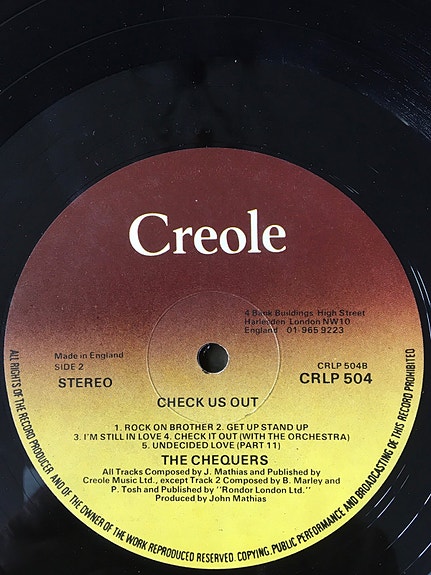 Creole
4 Bank Buildings High Street
Harlesden London NW10
England 01-965 9223
Made in England
SIDE 2
STEREO
CRLP 504B
CRLP 504
CHECK US OUT
1. ROCK ON BROTHER 2. GET UP STAND UP
3. I'M STILL IN LOVE 4. CHECK IT OUT (WITH THE ORCHESTRA)
5. UNDECIDED LOVE (PART 11)
THE CHEQUERS
All Tracks Composed by J. Mathias and Published by
Creole Music Ltd., except Track 2 Composed by B. Marley and
P. Tosh and Published by "Rondor London Ltd."
Produced by John Mathias
ALL RIGHTS OF THE RECORD PRODUCER AND OF THE OWNER OF THE WORK REPRODUCED RESERVED. COPYING, PUBLIC PERFORMANCE AND BROADCASTING OF THIS RECORD PROHIBITED